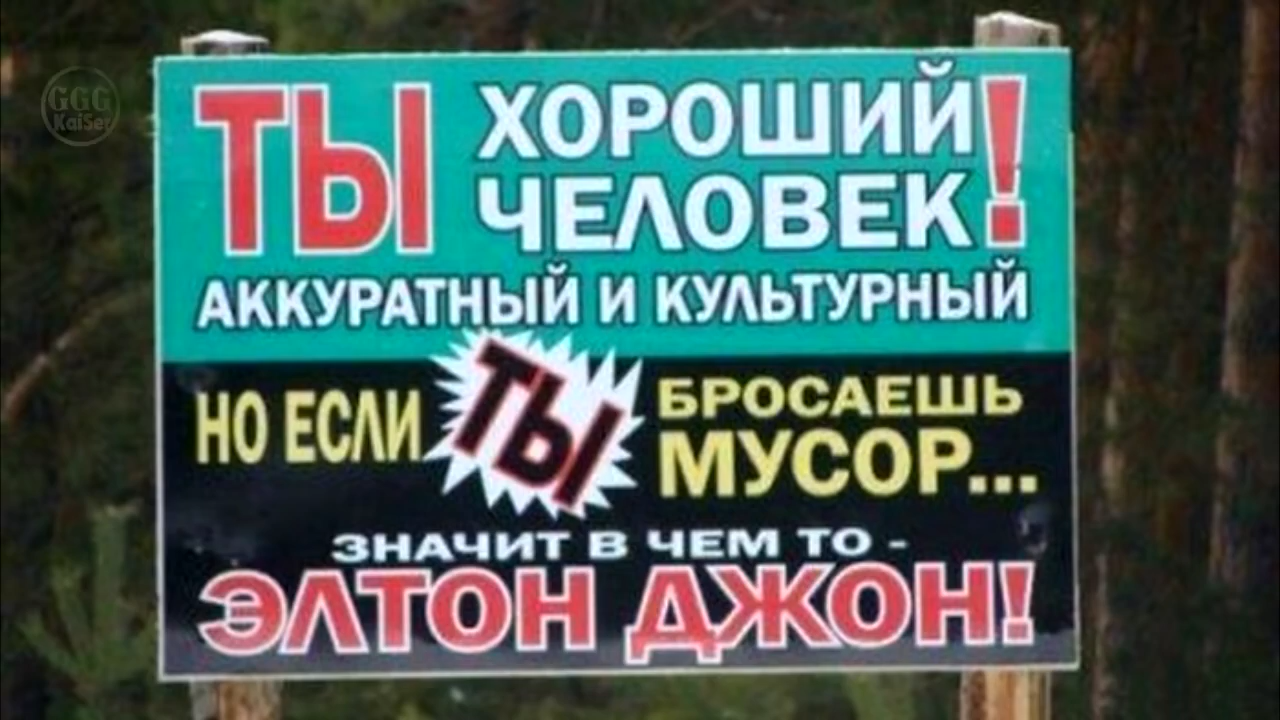 GGG
KaiSer
ТЫ ХОРОШИЙ
ЧЕЛОВЕК!
АККУРАТНЫЙ И КУЛЬТУРНЫЙ
НО ЕСЛИ ТЫ БРОСАЕШЬ
МУСОР...
ЗНАЧИТ В ЧЕМ ТО -
ЭЛТОН ДЖОН!